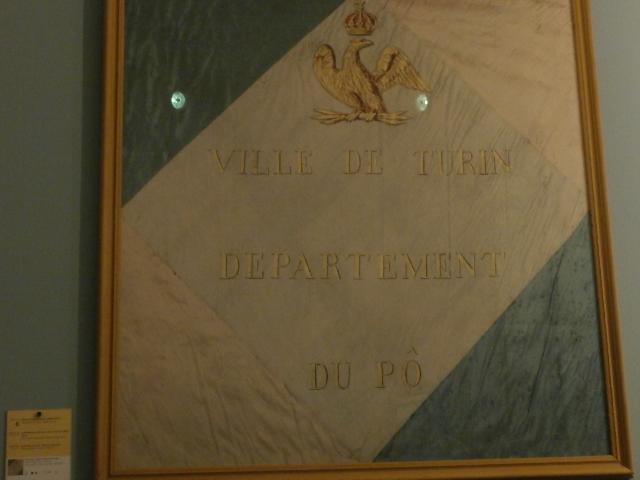 VILLE DE TURIN
DEPARTEMENT
DU PÔ